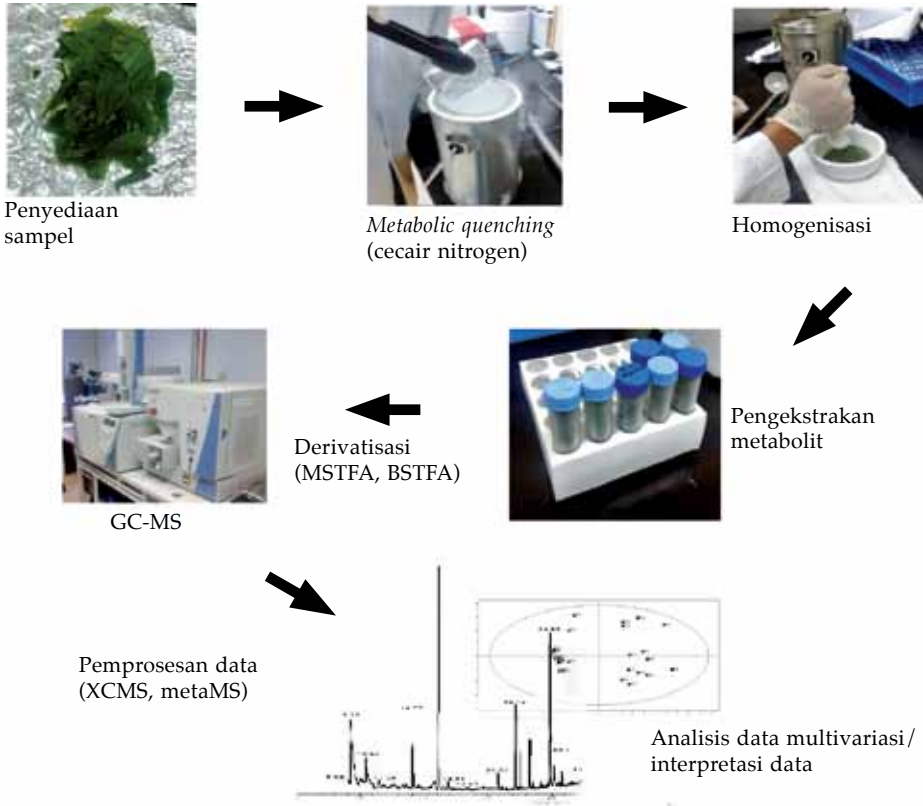 Penyediaan
sampel
Metabolic quenching
(cecair nitrogen)
Homogenisasi
Pengekstrakan
metabolit
Derivatisasi
(MSTFA, BSTFA)
GC-MS
Pemprosesan data
(XCMS, metaMS)
Analisis data multivariasi/
interpretasi data